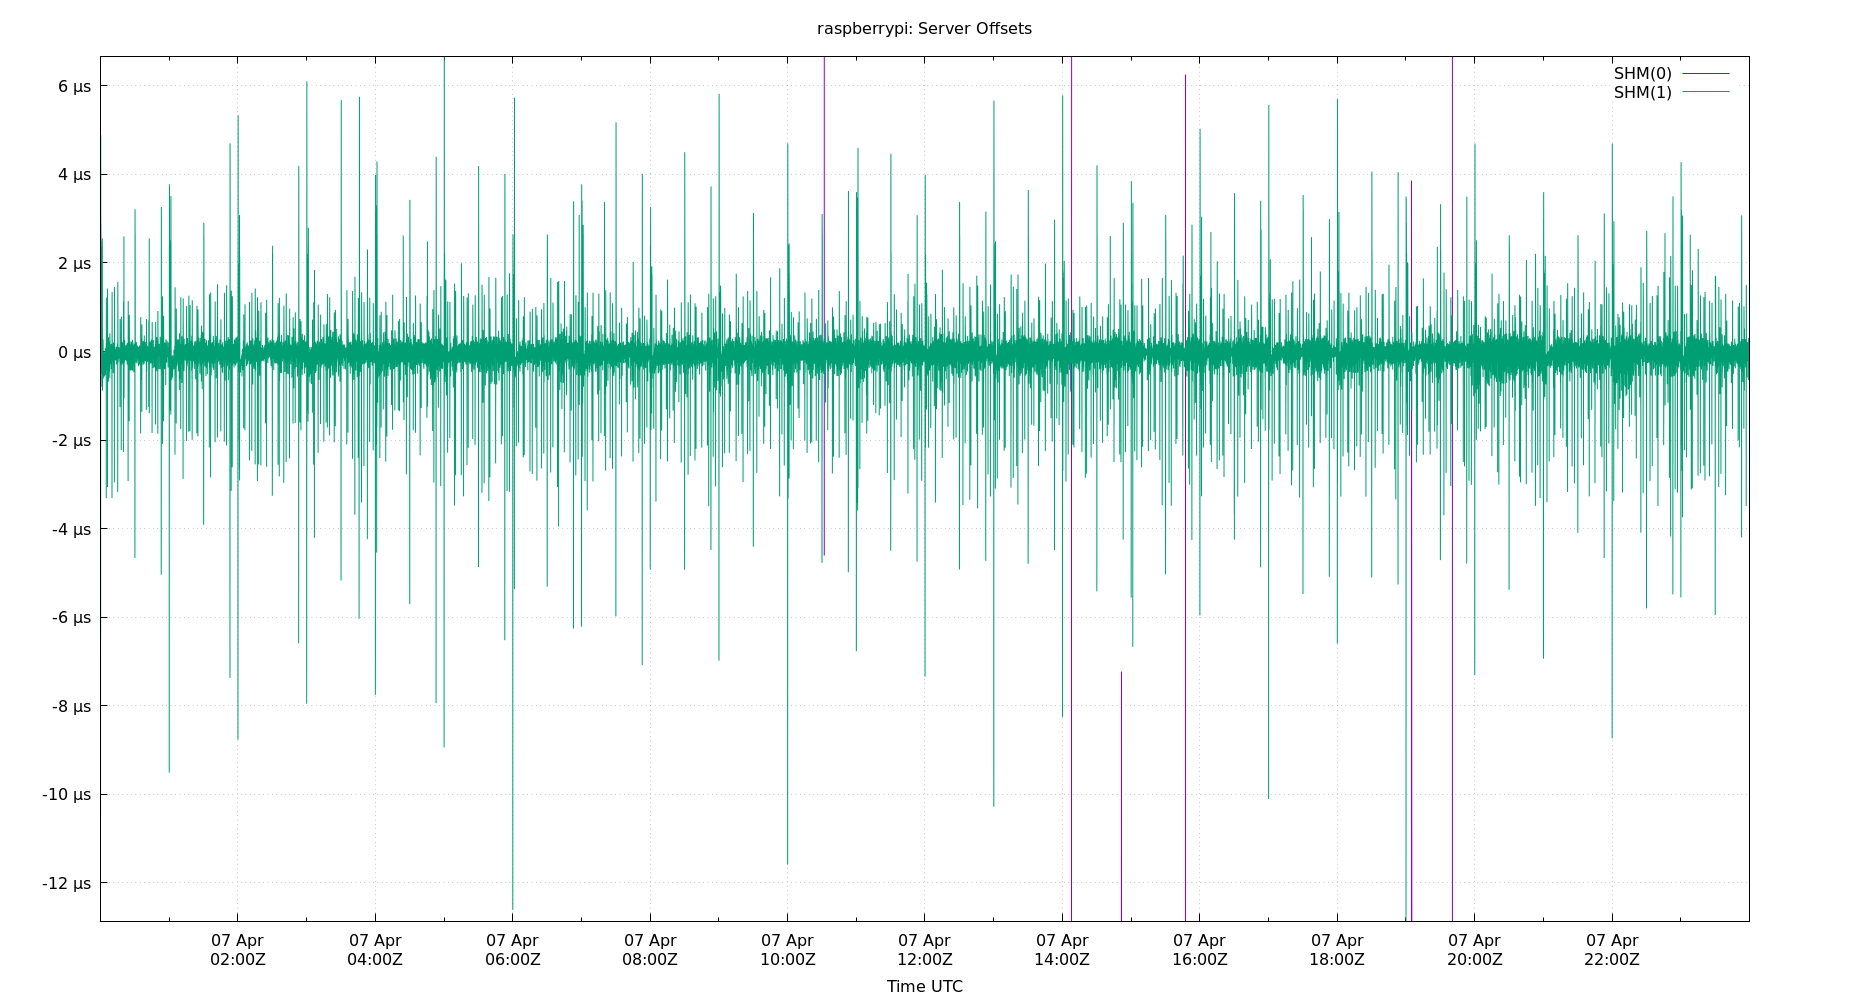 raspberrypi: Server Offsets
SHM(0)
SHM(1)
6 µs
4 µs
2 µs
0 µs
-2 µs
-4 µs
-6 µs
-8 µs
-10 µs
-12 µs
07 Apr 07 Apr 07 Apr 07 Apr 07 Apr 07 Apr 07 Apr 07 Apr 07 Apr 07 Apr 07 Apr
02:00Z 04:00Z 06:00Z 08:00Z 10:00Z 12:00Z 14:00Z 16:00Z 18:00Z 20:00Z 22:00Z
Time UTC